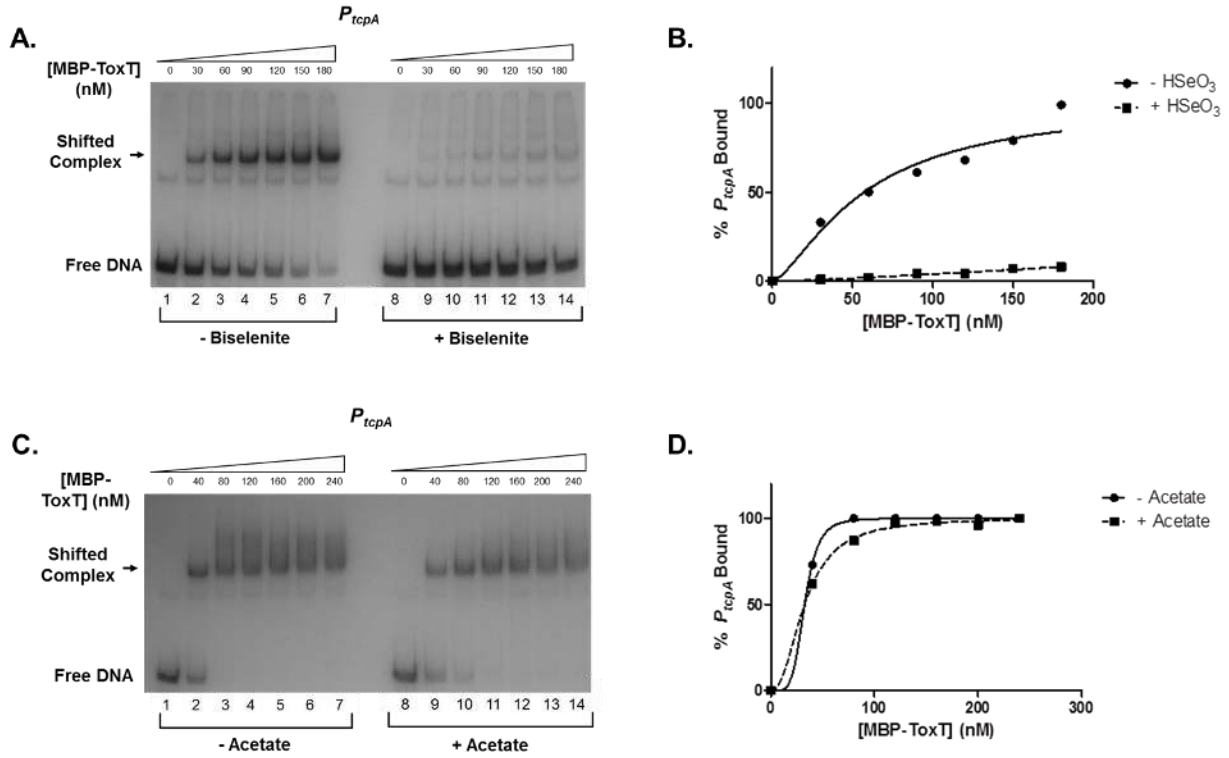 A.
P_tcpA
[MBP-ToxT] (nM)
0 30 60 90 120 150 180
0 30 60 90 120 150 180
Shifted Complex
Free DNA
1 2 3 4 5 6 7
8 9 10 11 12 13 14
- Biselenite
+ Biselenite
B.
% P_tcpA Bound
100
50
0
0 50 100 150 200
[MBP-ToxT] (nM)
- HSeO3
+ HSeO3
C.
P_tcpA
[MBP-
ToxT] (nM)
0 40 80 120 160 200 240
0 40 80 120 160 200 240
Shifted
Complex
Free DNA
1 2 3 4 5 6 7
8 9 10 11 12 13 14
- Acetate
+ Acetate
D.
% P_tcpA Bound
100
50
0
0 100 200 300
[MBP-ToxT] (nM)
- Acetate
+ Acetate